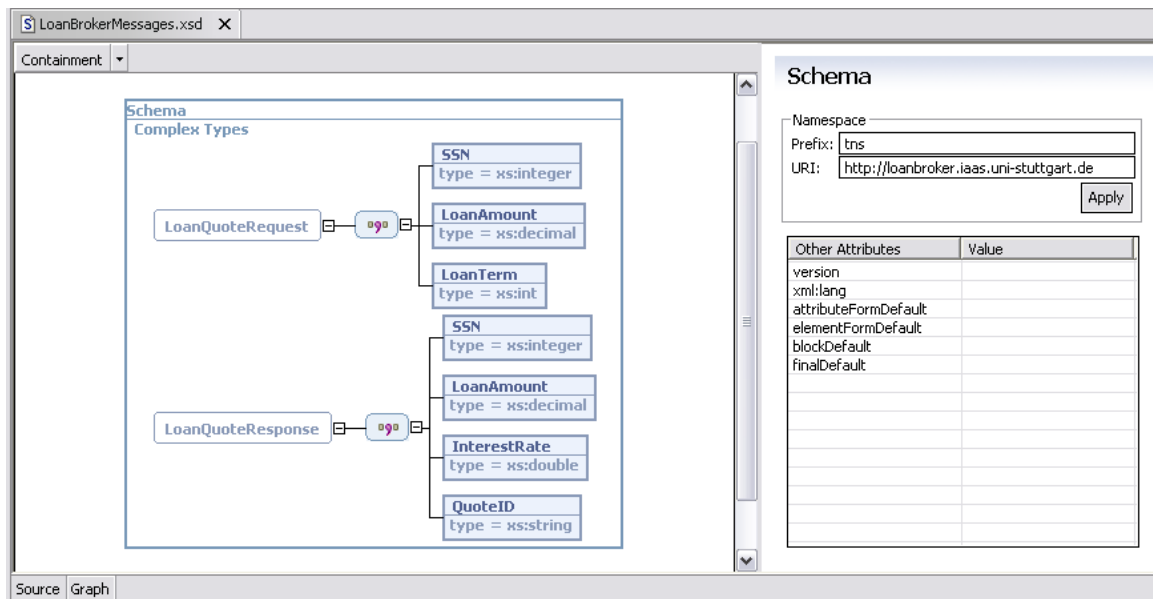 LoanBrokerMessages.xsd
Containment
Schema
Complex Types
SSN
type = xs:integer
LoanQuoteRequest
LoanAmount
type = xs:decimal
LoanTerm
type = xs:int
SSN
type = xs:integer
LoanAmount
type = xs:decimal
LoanQuoteResponse
InterestRate
type = xs:double
QuoteID
type = xs:string
Source Graph
Schema
Namespace
Prefix: tns
URI: http://loanbroker.iaas.uni-stuttgart.de
Apply
Other Attributes Value
version
xml:lang
attributeFormDefault
elementFormDefault
blockDefault
finalDefault